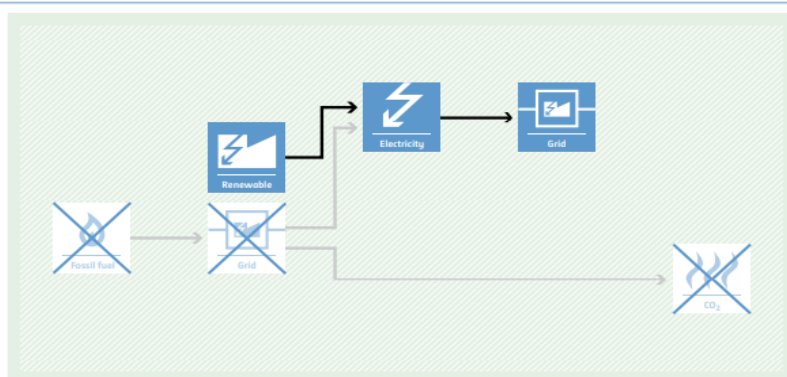 Electricity
Grid
Renewable
Fossil fuel
Grid
CO₂